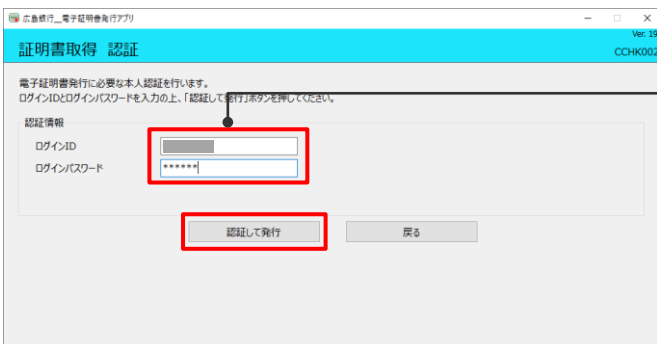 広島銀行__電子証明書発行アプリ
Ver. 19
証明書取得 認証
CCHK002
電子証明書発行に必要な本人認証を行います。
ログインIDとログインパスワードを入力の上、「認証して発行」ボタンを押してください。
認証情報
ログインID
ログインパスワード ******
認証して発行 戻る